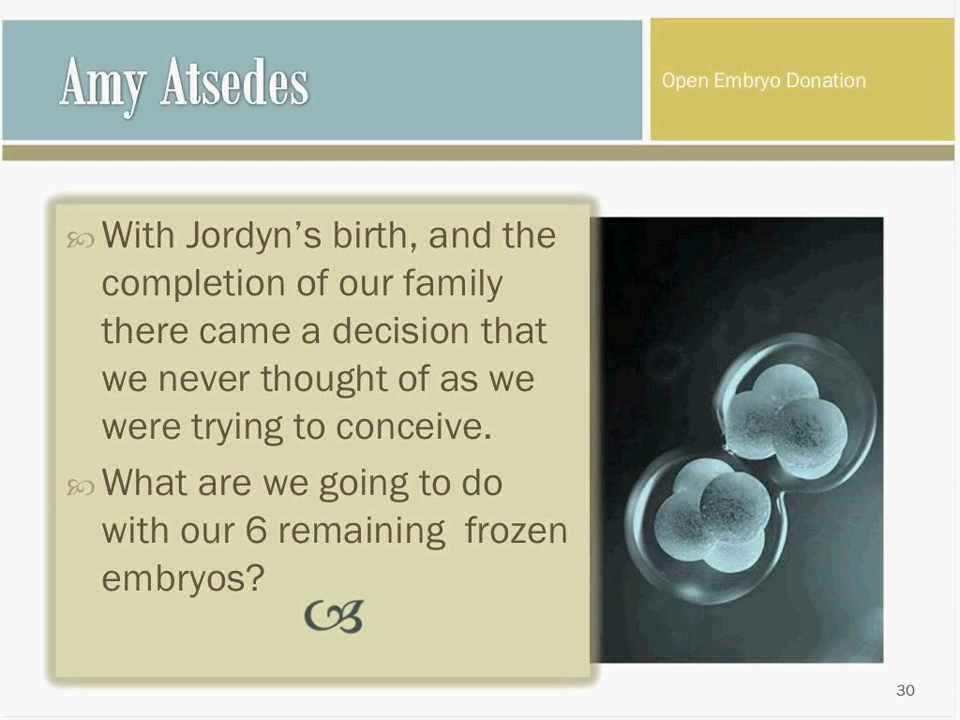 Amy Atsedes
Open Embryo Donation
With Jordyn’s birth, and the
completion of our family
there came a decision that
we never thought of as we
were trying to conceive.
What are we going to do
with our 6 remaining  frozen
embryos?
30